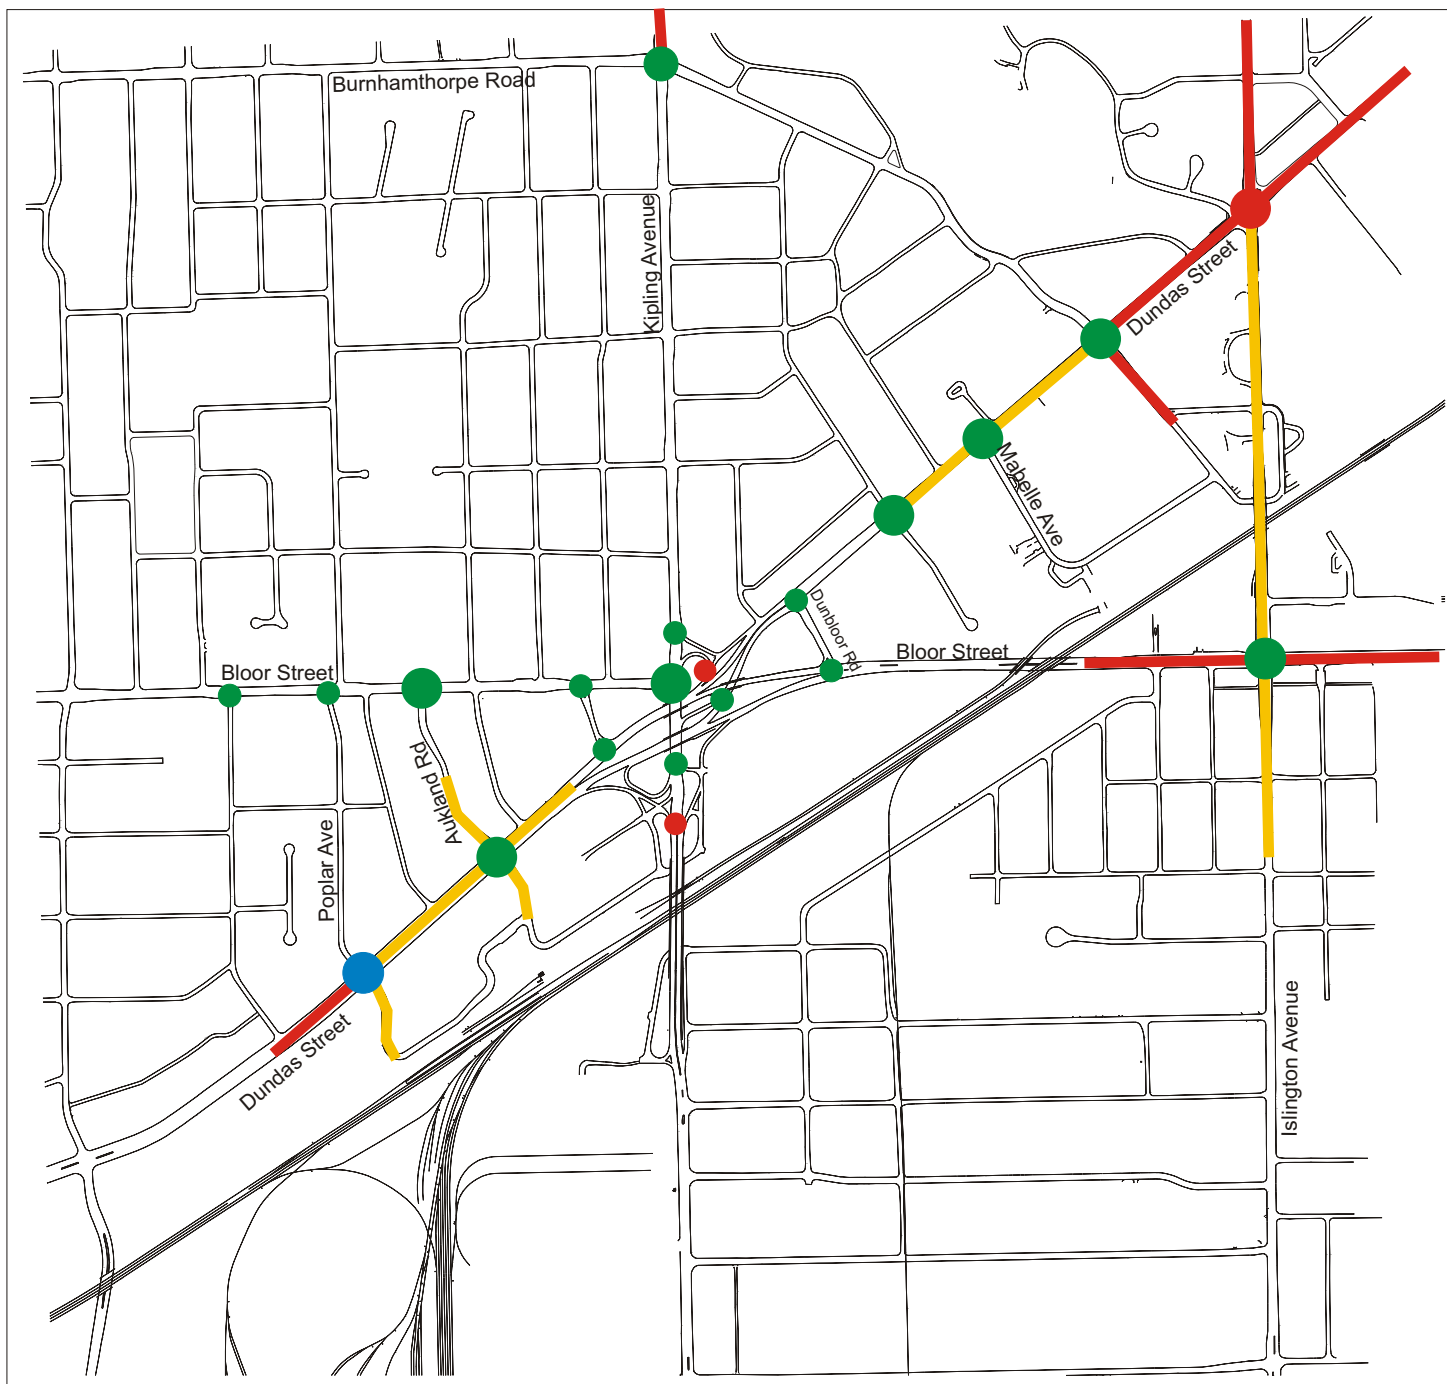 Burnhamthorpe Road
Kipling Avenue
Dundas Street
Mabelle Ave
Dunbloor Rd
Bloor Street
Bloor Street
Aukland Rd
Poplar Ave
Dundas Street
Islington Avenue